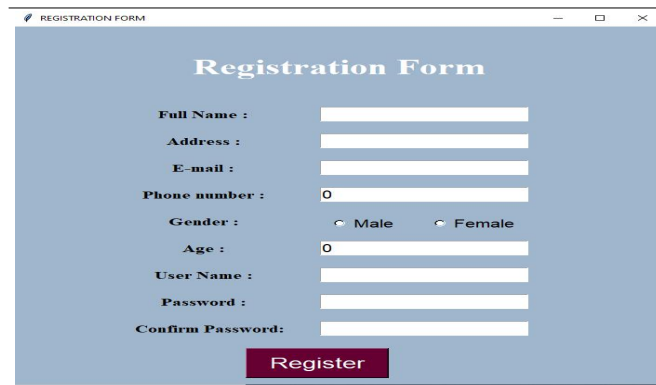 REGISTRATION FORM
Registration Form
Full Name :
Address :
E-mail :
Phone number : 0
Gender : Male Female
Age : 0
User Name :
Password :
Confirm Password:
Register